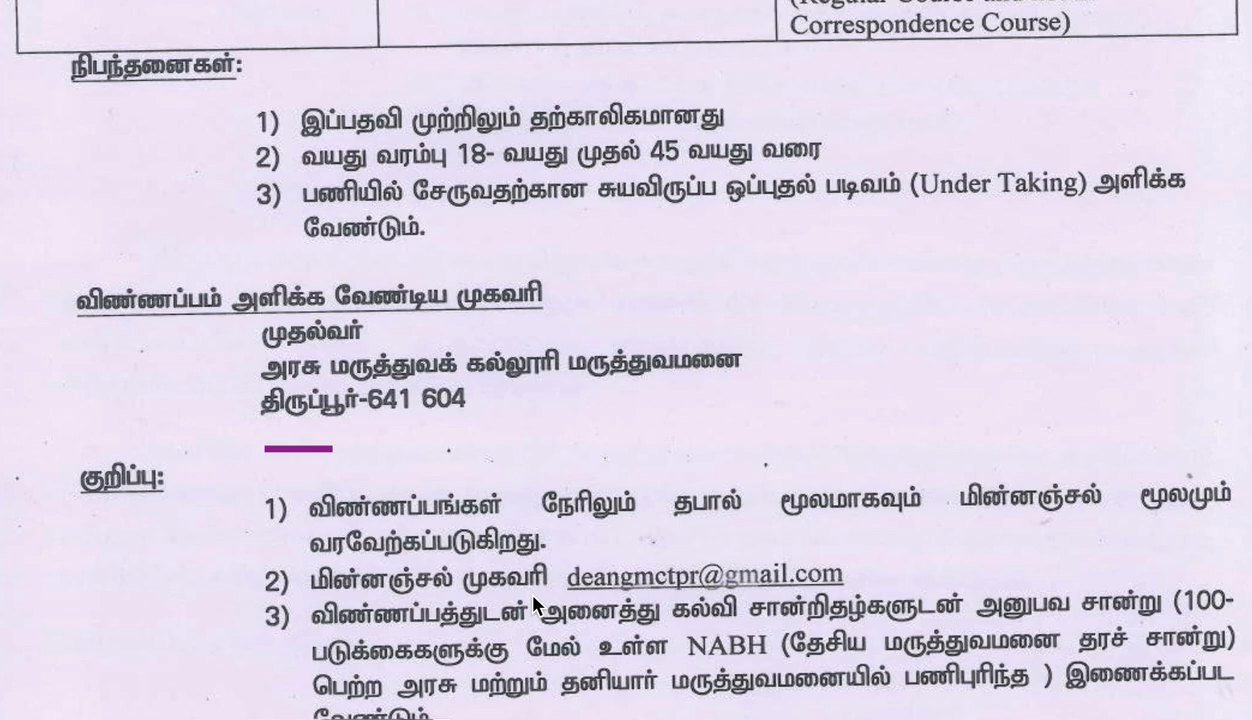 Correspondence Course)
நிபந்தனைகள்:
1) இப்பதவி முற்றிலும் தற்காலிகமானது
2) வயது வரம்பு 18- வயது முதல் 45 வயது வரை
3) பணியில் சேருவதற்கான சுயவிருப்ப ஒப்புதல் படிவம் (Under Taking) அளிக்க
வேண்டும்.
விண்ணப்பம் அளிக்க வேண்டிய முகவரி
முதல்வர்
அரசு மருத்துவக் கல்லூரி மருத்துவமனை
திருப்பூர்-641 604
குறிப்பு:
1) விண்ணப்பங்கள் நேரிலும் தபால் மூலமாகவும் மின்னஞ்சல் மூலமும்
வரவேற்கப்படுகிறது.
2) மின்னஞ்சல் முகவரி deangmctpr@gmail.com
3) விண்ணப்பத்துடன் அனைத்து கல்வி சான்றிதழ்களுடன் அனுபவ சான்று (100-
படுக்கைகளுக்கு மேல் உள்ள NABH (தேசிய மருத்துவமனை தரச் சான்று)
பெற்ற அரசு மற்றும் தனியார் மருத்துவமனையில் பணிபுரிந்த ) இணைக்கப்பட